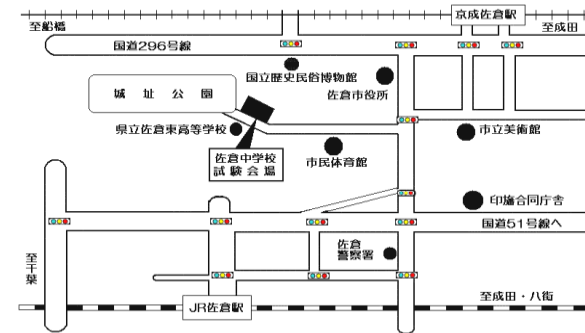 至船橋
京成佐倉駅
至成田
国道296号線
国立歴史民俗博物館
佐倉市役所
城址公園
県立佐倉東高等学校
佐倉中学校
試験会場
市民体育館
市立美術館
印旛合同庁舎
国道51号線へ
佐倉
警察署
至千葉
JR佐倉駅
至成田・八街